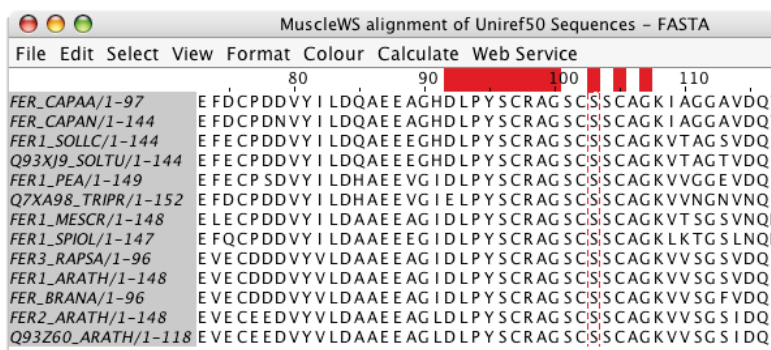 MuscleWS alignment of Uniref50 Sequences – FASTA
File Edit Select View Format Colour Calculate Web Service
80 90 100 110
FER_CAPAA/1-97 EFDCPDDVYILDQAEEAGHDLPYSCRAGSCSSCAGKIAGGAVDQ
FER_CAPAN/1-144 EFDCPDNVYILDQAEEAGHDLPYSCRAGSCSSCAGKIAGGAVDQ
FER1_SOLLC/1-144 EFECPDDVYILDQAEEEGHDLPYSCRAGSCSSCAGKVTAGSVDQ
Q93XJ9_SOLTU/1-144 EFECPDDVYILDQAEEEGHDLPYSCRAGSCSSCAGKVTAGTVDQ
FER1_PEA/1-149 EFECPSDVYILDHAEEVGIDLPYSCRAGSCSSCAGKVVGGEVDQ
Q7XA98_TRIPR/1-152 EFDCPDDVYILDHAEEVGIELPYSCRAGSCSSCAGKVVNGNVNQ
FER1_MESCR/1-148 ELECPDDVYILDAAEEAGIDLPYSCRAGSCSSCAGKVTSGSVNQ
FER1_SPIOL/1-147 EFQCPDDVYILDAAEEEGIDLPYSCRAGSCSSCAGKLKTGSLNQ
FER3_RAPSA/1-96 EVECDDDVYVLDAAEEAGIDLPYSCRAGSCSSCAGKVVSGSVDQ
FER1_ARATH/1-148 EVECDDDVYVLDAAEEAGIDLPYSCRAGSCSSCAGKVVSGSVDQ
FER_BRANA/1-96 EVECDDDVYVLDAAEEAGIDLPYSCRAGSCSSCAGKVVSGFVDQ
FER2_ARATH/1-148 EVECEEDVYVLDAAEEAGLDLPYSCRAGSCSSCAGKVVSGSIDQ
Q93Z60_ARATH/1-118 EVECEEDVYVLDAAEEAGLDLPYSCRAGSCSSCAGKVVSGSIDQ